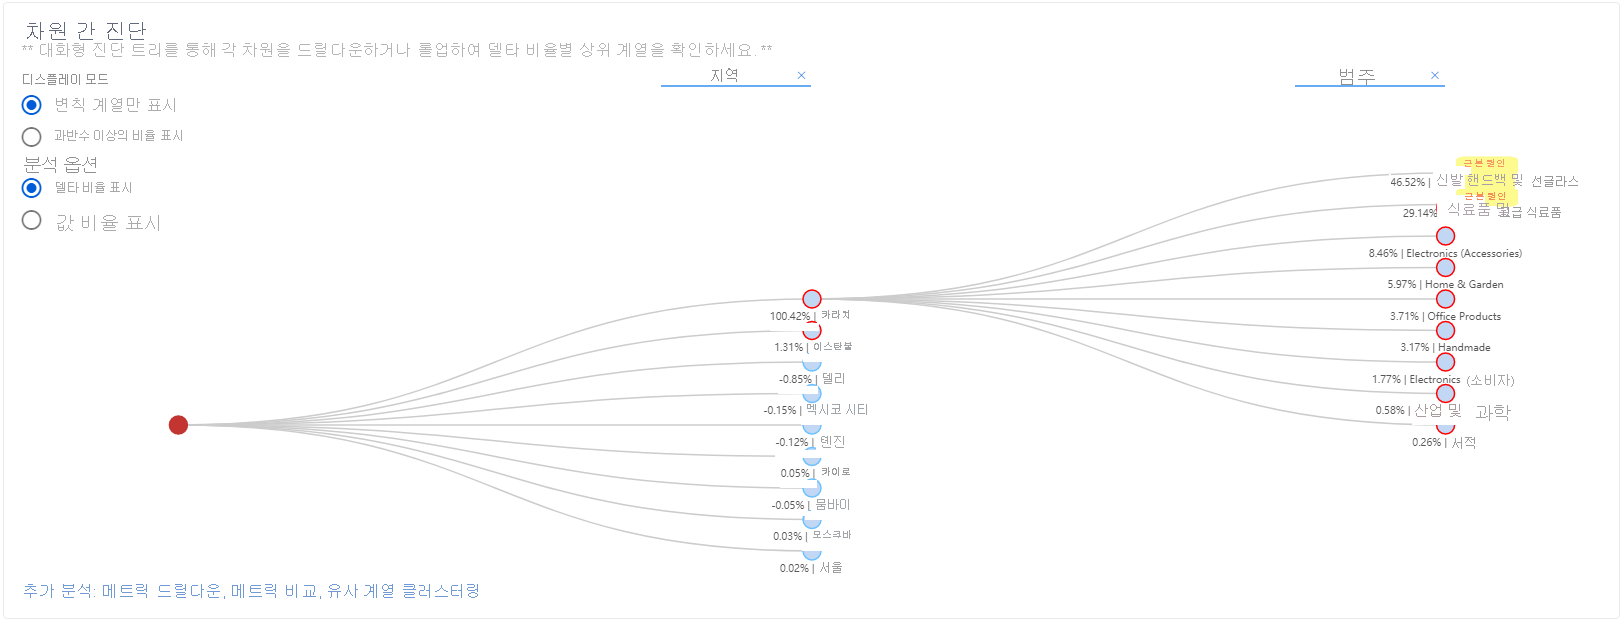 차원 간 진단
** 대화형 진단 트리를 통해 각 차원을 드릴다운하거나 롤업하여 델타 비율별 상위 계열을 확인하세요. **
디스플레이 모드
변칙 계열만 표시
과반수 이상의 비율 표시
분석 옵션
델타 비율 표시
값 비율 표시
지역 ×
범주 ×
100.42% | 카라치
1.31% | 이스탄불
-0.85% | 델리
-0.15% | 멕시코 시티
-0.12% | 톈진
0.05% | 카이로
-0.05% | 뭄바이
0.03% | 모스크바
0.02% | 서울
근본 원인
46.52% | 신발 핸드백 및 선글라스
근본 원인
29.14% 식료품 및 고급 식료품
8.46% | Electronics (Accessories)
5.97% | Home & Garden
3.71% | Office Products
3.17% | Handmade
1.77% | Electronics (소비자)
0.58% | 산업 및 과학
0.26% | 서적
추가 분석: 메트릭 드릴다운, 메트릭 비교, 유사 계열 클러스터링